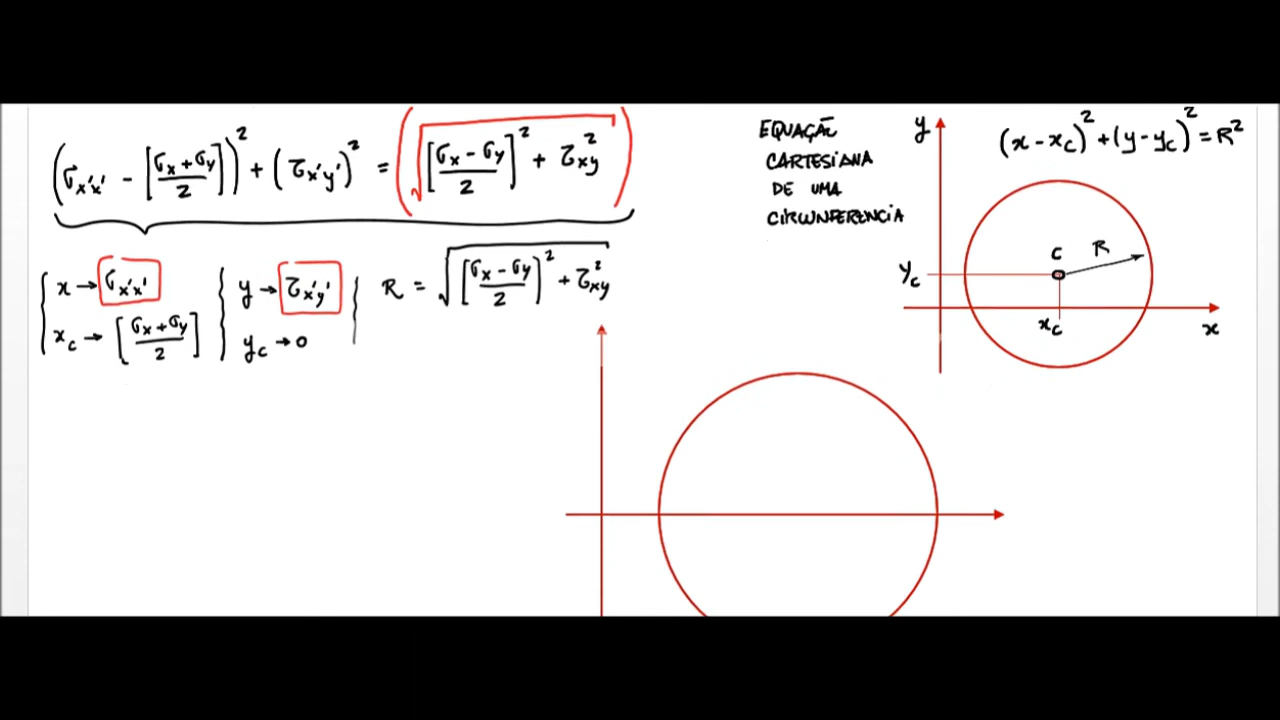 (σx'x' - [σx + σy / 2])² + (τx'y')² = (√([σx - σy / 2]² + τxy²))²
x → σx'x'
xc → [σx + σy / 2]
y → τx'y'
yc → 0
R = √([σx - σy / 2]² + τxy²)
EQUAÇÃO
CARTESIANA
DE UMA
CIRCUNFERENCIA
y
(x - xc)² + (y - yc)² = R²
C
R
yc
xc
x